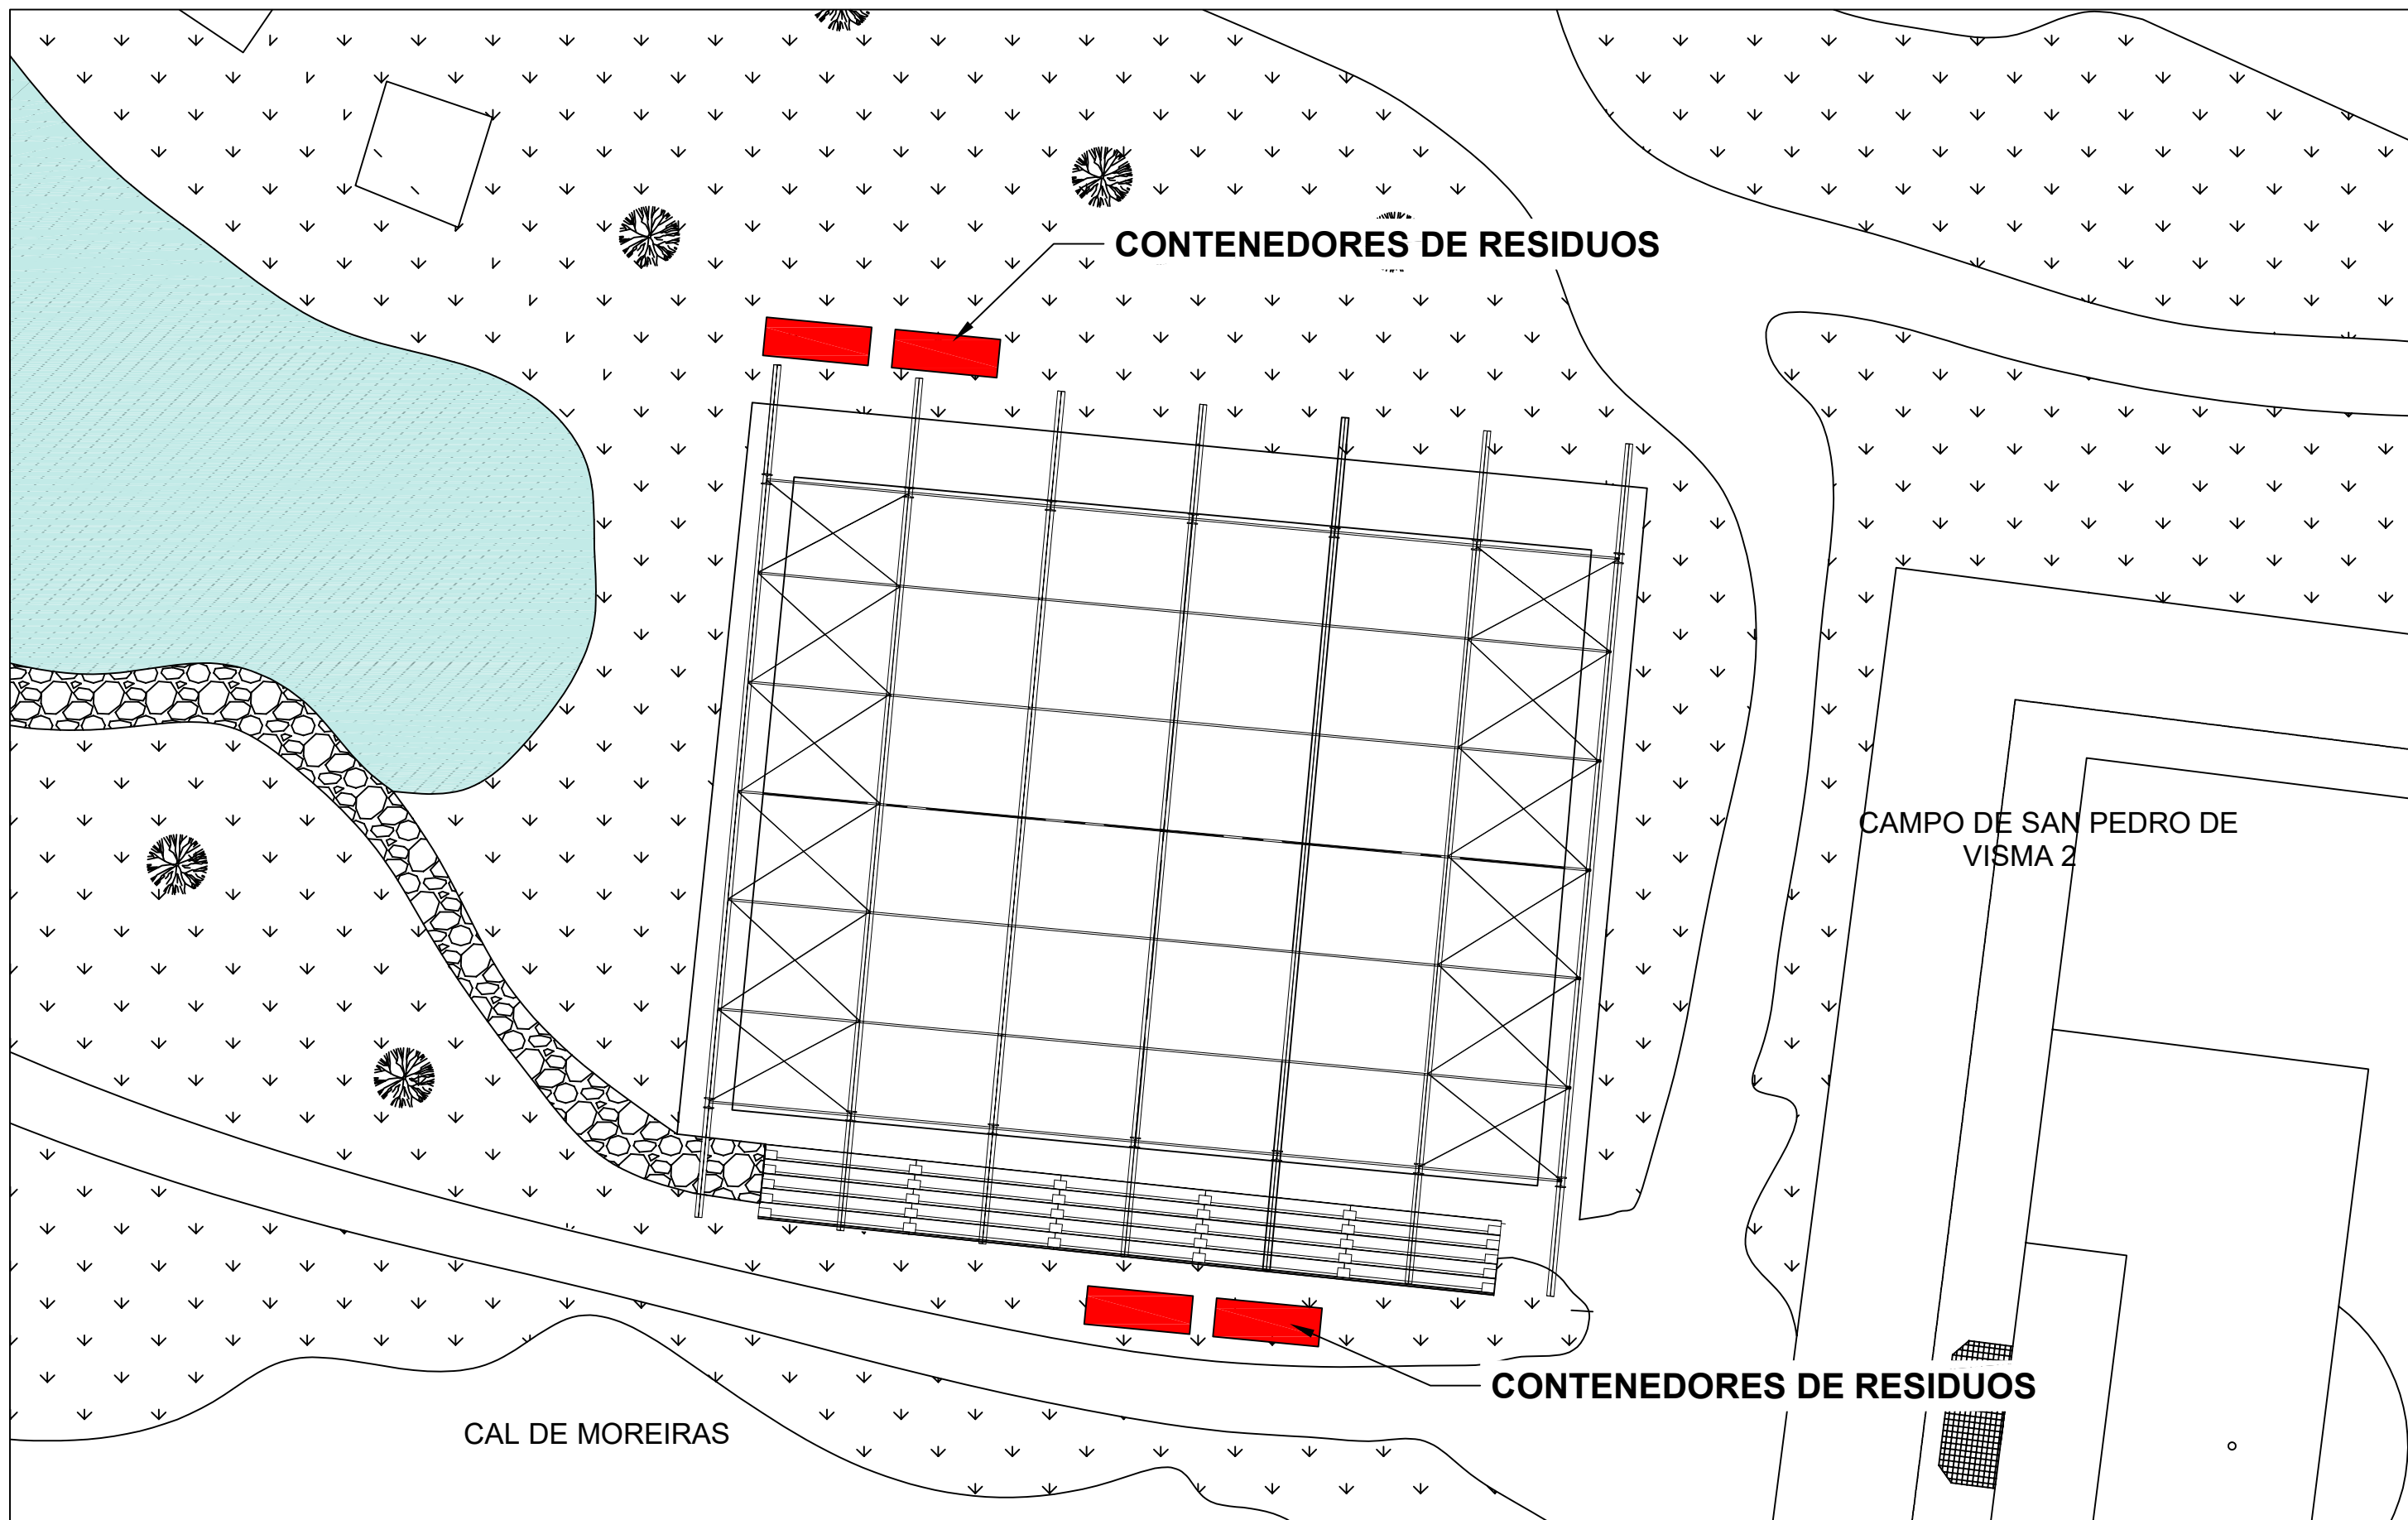 CONTENEDORES DE RESIDUOS
CAMPO DE SAN PEDRO DE
VISMA 2
CONTENEDORES DE RESIDUOS
CAL DE MOREIRAS